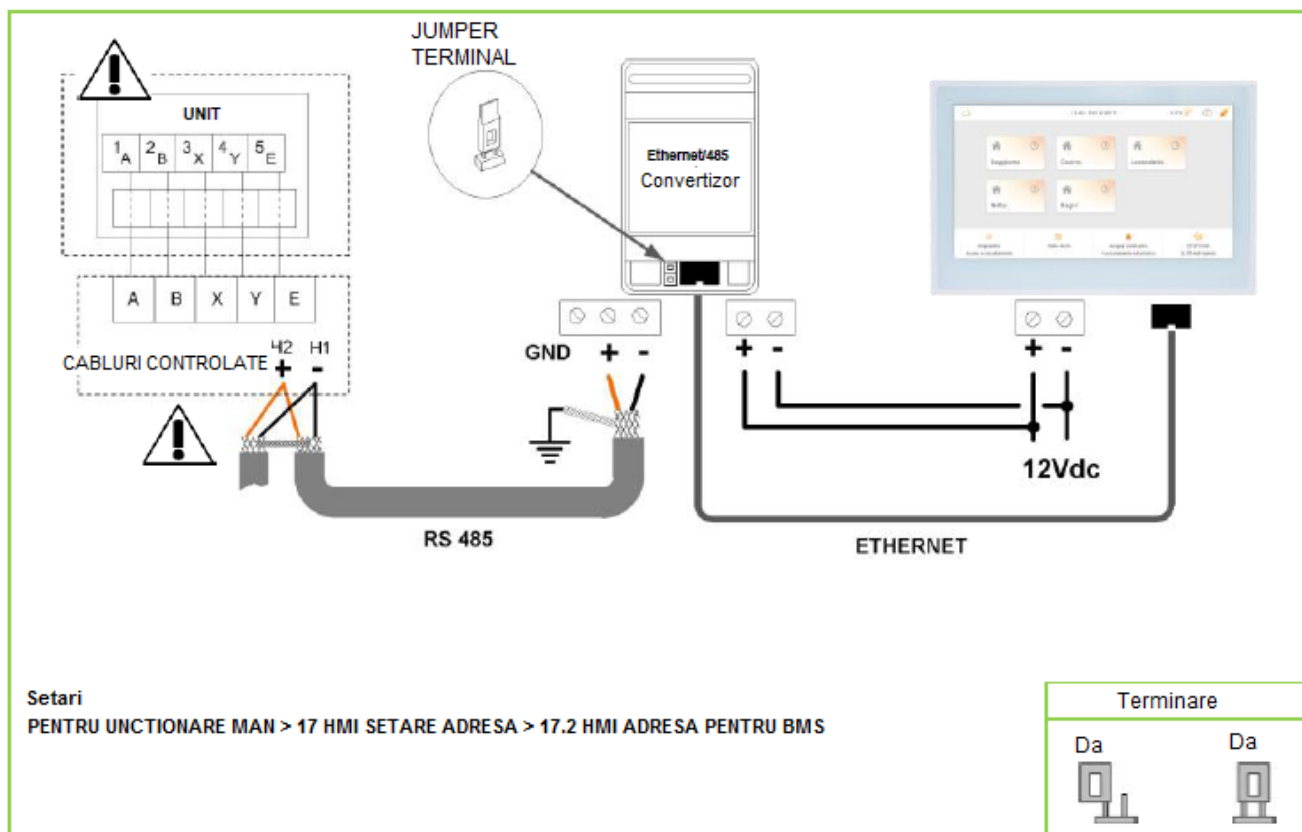 JUMPER
TERMINAL
UNIT
1A 2B 3X 4Y 5E
Ethernet/485
Convertizor
A B X Y E
H2 H1
CABLURI CONTROLATE
+ -
GND + -
+ -
+ -
12Vdc
RS 485
ETHERNET
Setari
PENTRU UNCTIONARE MAN > 17 HMI SETARE ADRESA > 17.2 HMI ADRESA PENTRU BMS
Terminare
Da Da